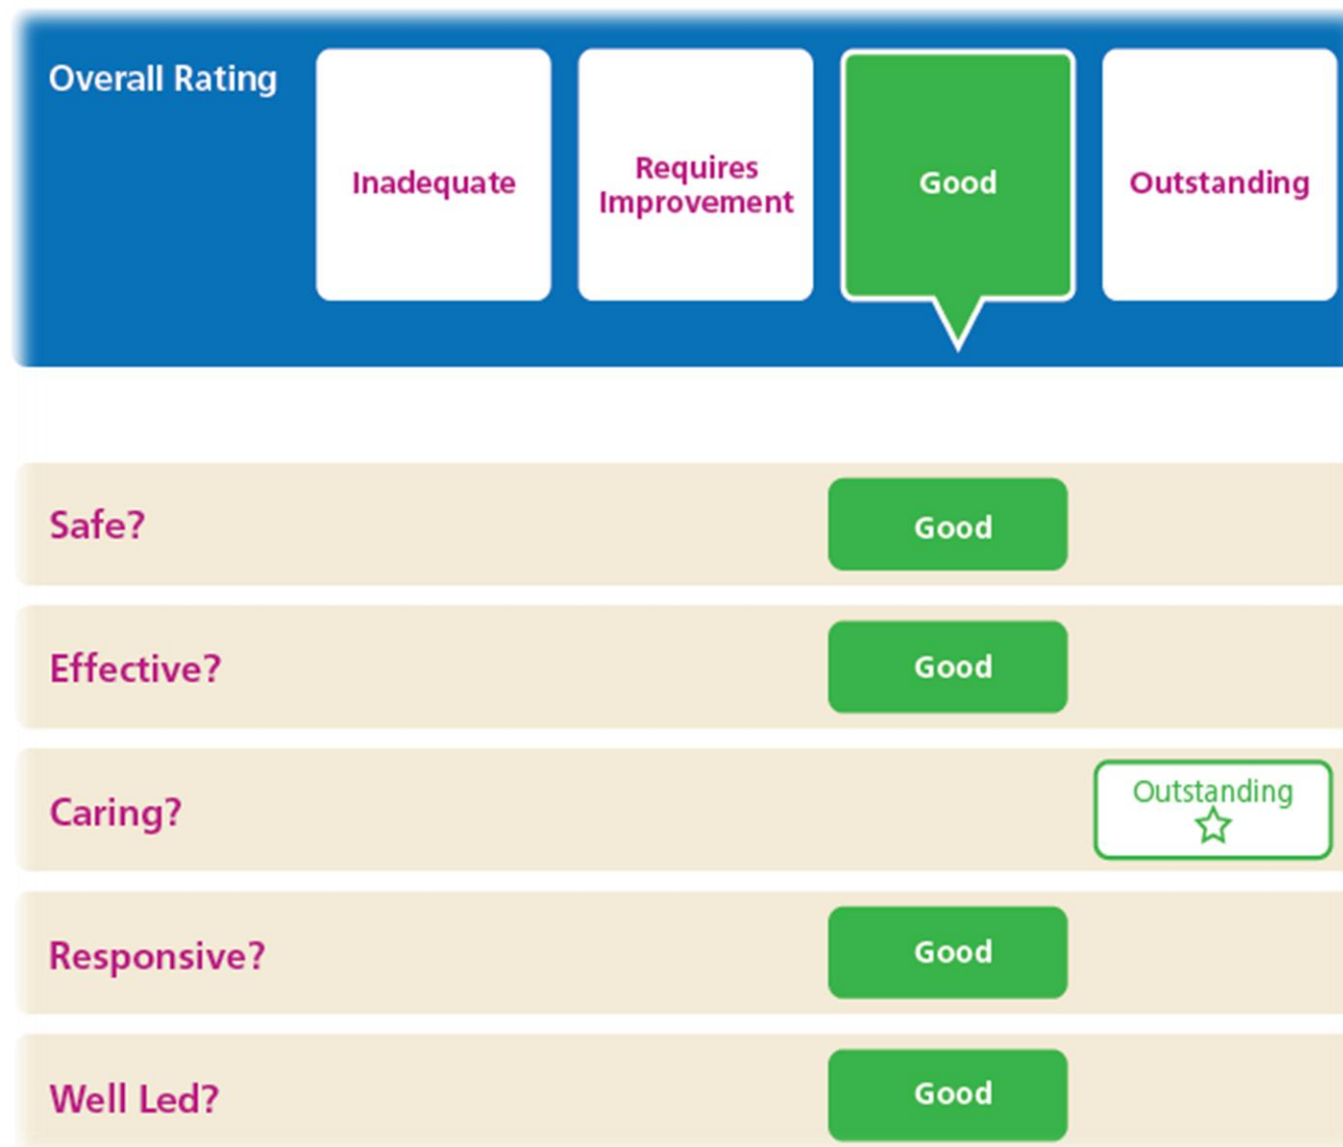 Overall Rating
Inadequate
Requires
Improvement
Good
Outstanding
Safe?
Good
Effective?
Good
Caring?
Outstanding
Responsive?
Good
Well Led?
Good